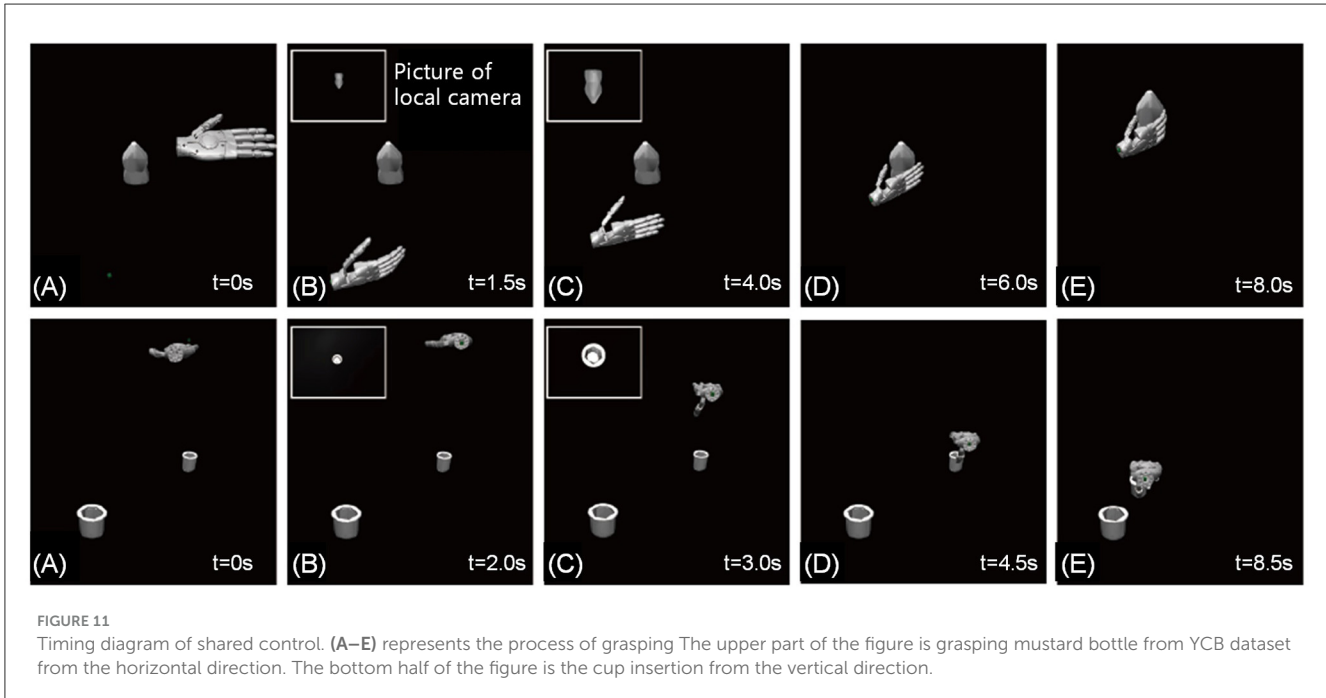 Picture of
local camera
(A)
t=0s
(B)
t=1.5s
(C)
t=4.0s
(D)
t=6.0s
(E)
t=8.0s
(A)
t=0s
(B)
t=2.0s
(C)
t=3.0s
(D)
t=4.5s
(E)
t=8.5s
FIGURE 11
Timing diagram of shared control. (A–E) represents the process of grasping The upper part of the figure is grasping mustard bottle from YCB dataset
from the horizontal direction. The bottom half of the figure is the cup insertion from the vertical direction.